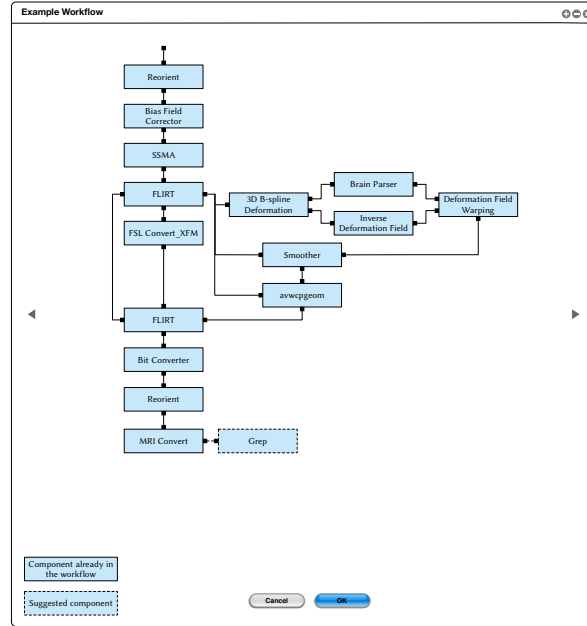 Example Workflow
Reorient
Bias Field
Corrector
SSMA
FLIRT
3D B-spline
Deformation
Brain Parser
Deformation Field
Warping
FSL Convert_XFM
Inverse
Deformation Field
Smoother
avwcpgeom
FLIRT
Bit Converter
Reorient
MRI Convert
Grep
Component already in
the workflow
Suggested component
Cancel
OK